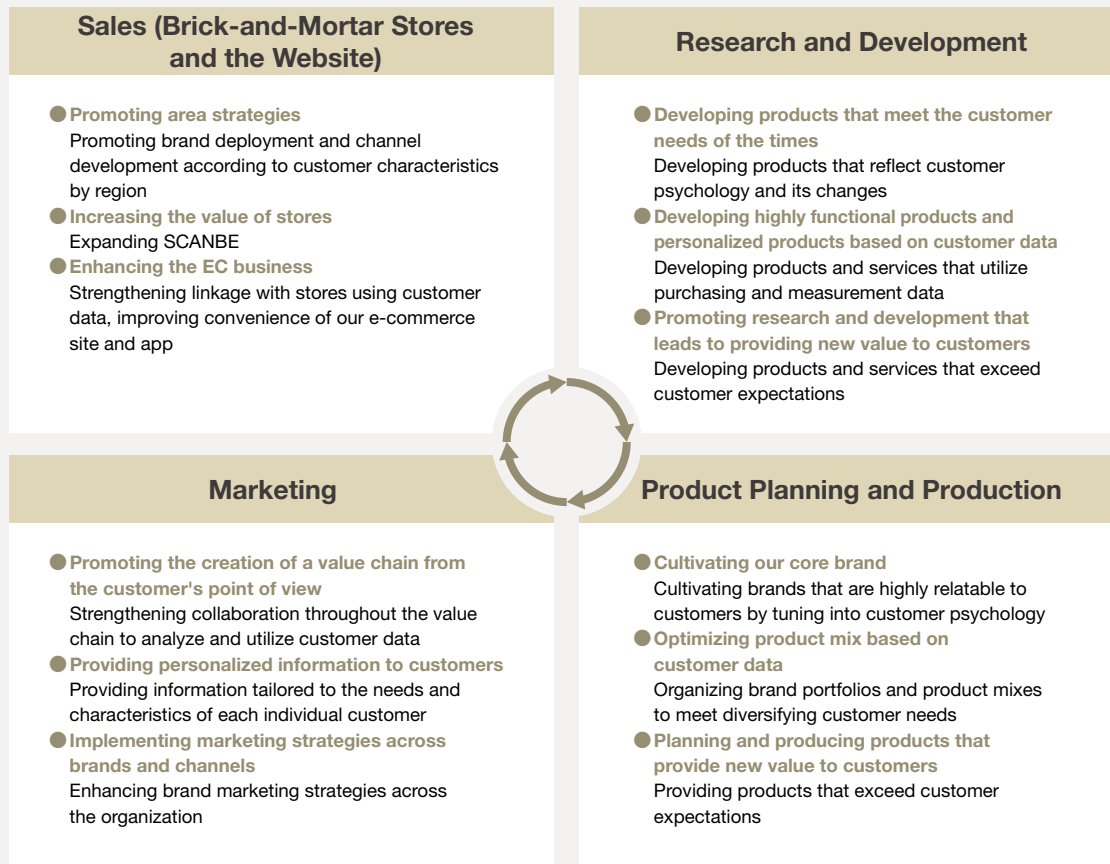 Sales (Brick-and-Mortar Stores
and the Website)
● Promoting area strategies
Promoting brand deployment and channel
development according to customer characteristics
by region
● Increasing the value of stores
Expanding SCANBE
● Enhancing the EC business
Strengthening linkage with stores using customer
data, improving convenience of our e-commerce
site and app
Research and Development
● Developing products that meet the customer
needs of the times
Developing products that reflect customer
psychology and its changes
● Developing highly functional products and
personalized products based on customer data
Developing products and services that utilize
purchasing and measurement data
● Promoting research and development that
leads to providing new value to customers
Developing products and services that exceed
customer expectations
Marketing
● Promoting the creation of a value chain from
the customer's point of view
Strengthening collaboration throughout the value
chain to analyze and utilize customer data
● Providing personalized information to customers
Providing information tailored to the needs and
characteristics of each individual customer
● Implementing marketing strategies across
brands and channels
Enhancing brand marketing strategies across
the organization
Product Planning and Production
● Cultivating our core brand
Cultivating brands that are highly relatable to
customers by tuning into customer psychology
● Optimizing product mix based on
customer data
Organizing brand portfolios and product mixes
to meet diversifying customer needs
● Planning and producing products that
provide new value to customers
Providing products that exceed customer
expectations